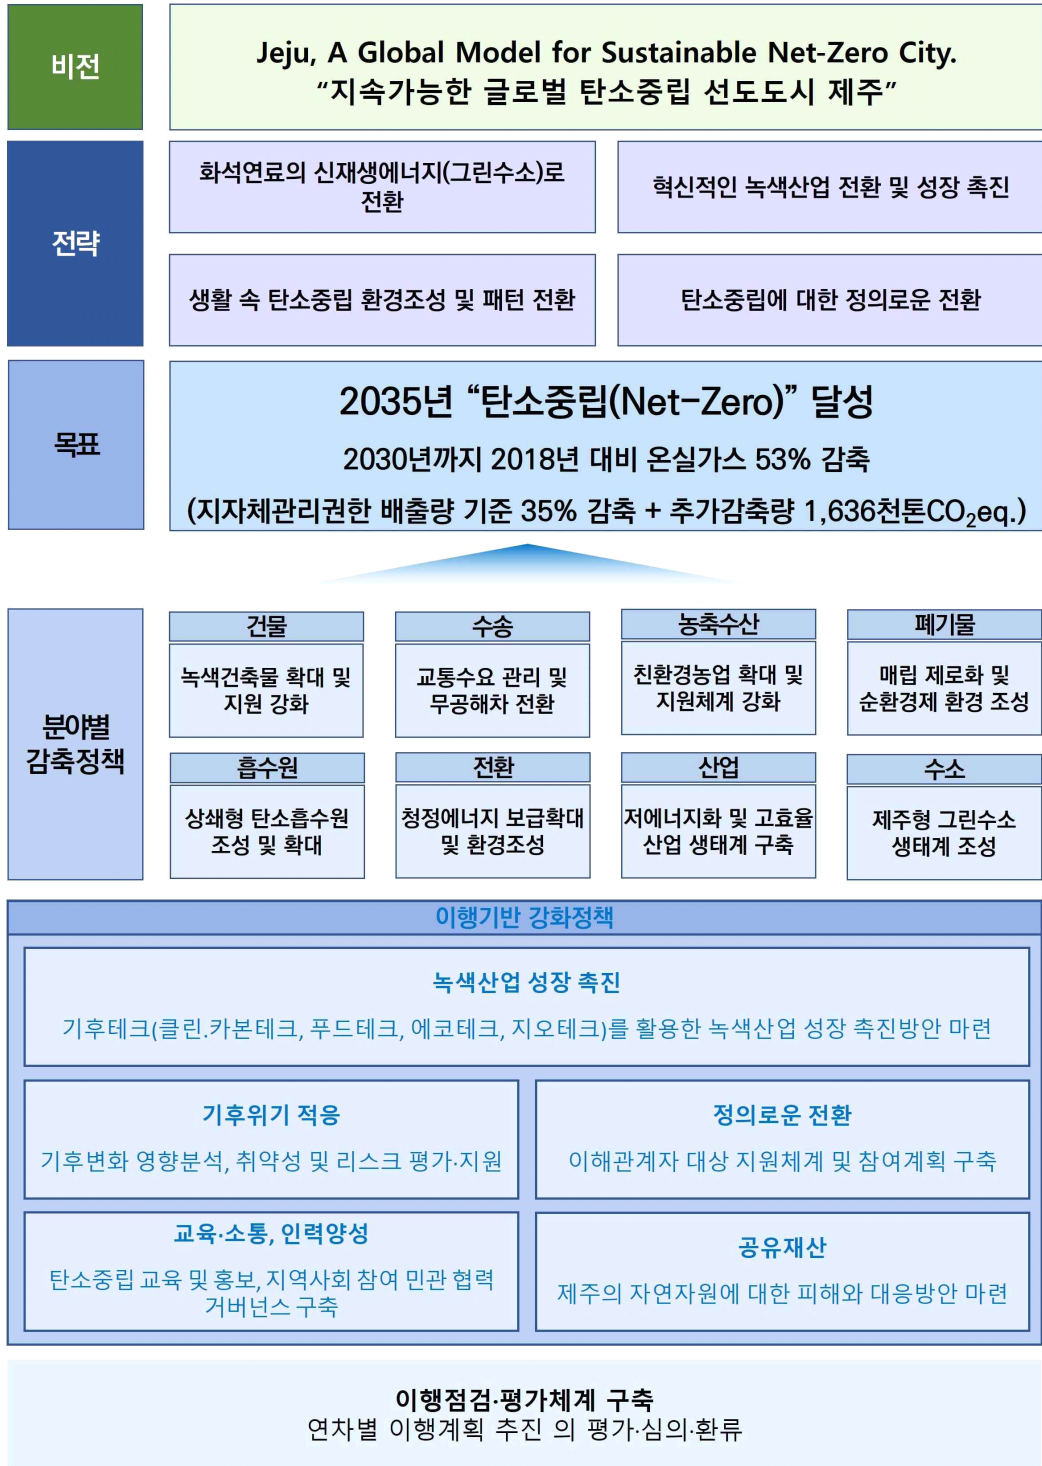 비전
Jeju, A Global Model for Sustainable Net-Zero City.
“지속가능한 글로벌 탄소중립 선도도시 제주”
전략
화석연료의 신재생에너지(그린수소)로
전환
혁신적인 녹색산업 전환 및 성장 촉진
생활 속 탄소중립 환경조성 및 패턴 전환
탄소중립에 대한 정의로운 전환
목표
2035년 “탄소중립(Net-Zero)” 달성
2030년까지 2018년 대비 온실가스 53% 감축
(지자체관리권한 배출량 기준 35% 감축 + 추가감축량 1,636천톤CO₂eq.)
분야별
감축정책
건물
녹색건축물 확대 및
지원 강화
수송
교통수요 관리 및
무공해차 전환
농축수산
친환경농업 확대 및
지원체계 강화
폐기물
매립 제로화 및
순환경제 환경 조성
흡수원
상쇄형 탄소흡수원
조성 및 확대
전환
청정에너지 보급확대
및 환경조성
산업
저에너지화 및 고효율
산업 생태계 구축
수소
제주형 그린수소
생태계 조성
이행기반 강화정책
녹색산업 성장 촉진
기후테크(클린.카본테크, 푸드테크, 에코테크, 지오테크)를 활용한 녹색산업 성장 촉진방안 마련
기후위기 적응
기후변화 영향분석, 취약성 및 리스크 평가·지원
정의로운 전환
이해관계자 대상 지원체계 및 참여계획 구축
교육·소통, 인력양성
탄소중립 교육 및 홍보, 지역사회 참여 민관 협력
거버넌스 구축
공유재산
제주의 자연자원에 대한 피해와 대응방안 마련
이행점검·평가체계 구축
연차별 이행계획 추진 의 평가·심의·환류